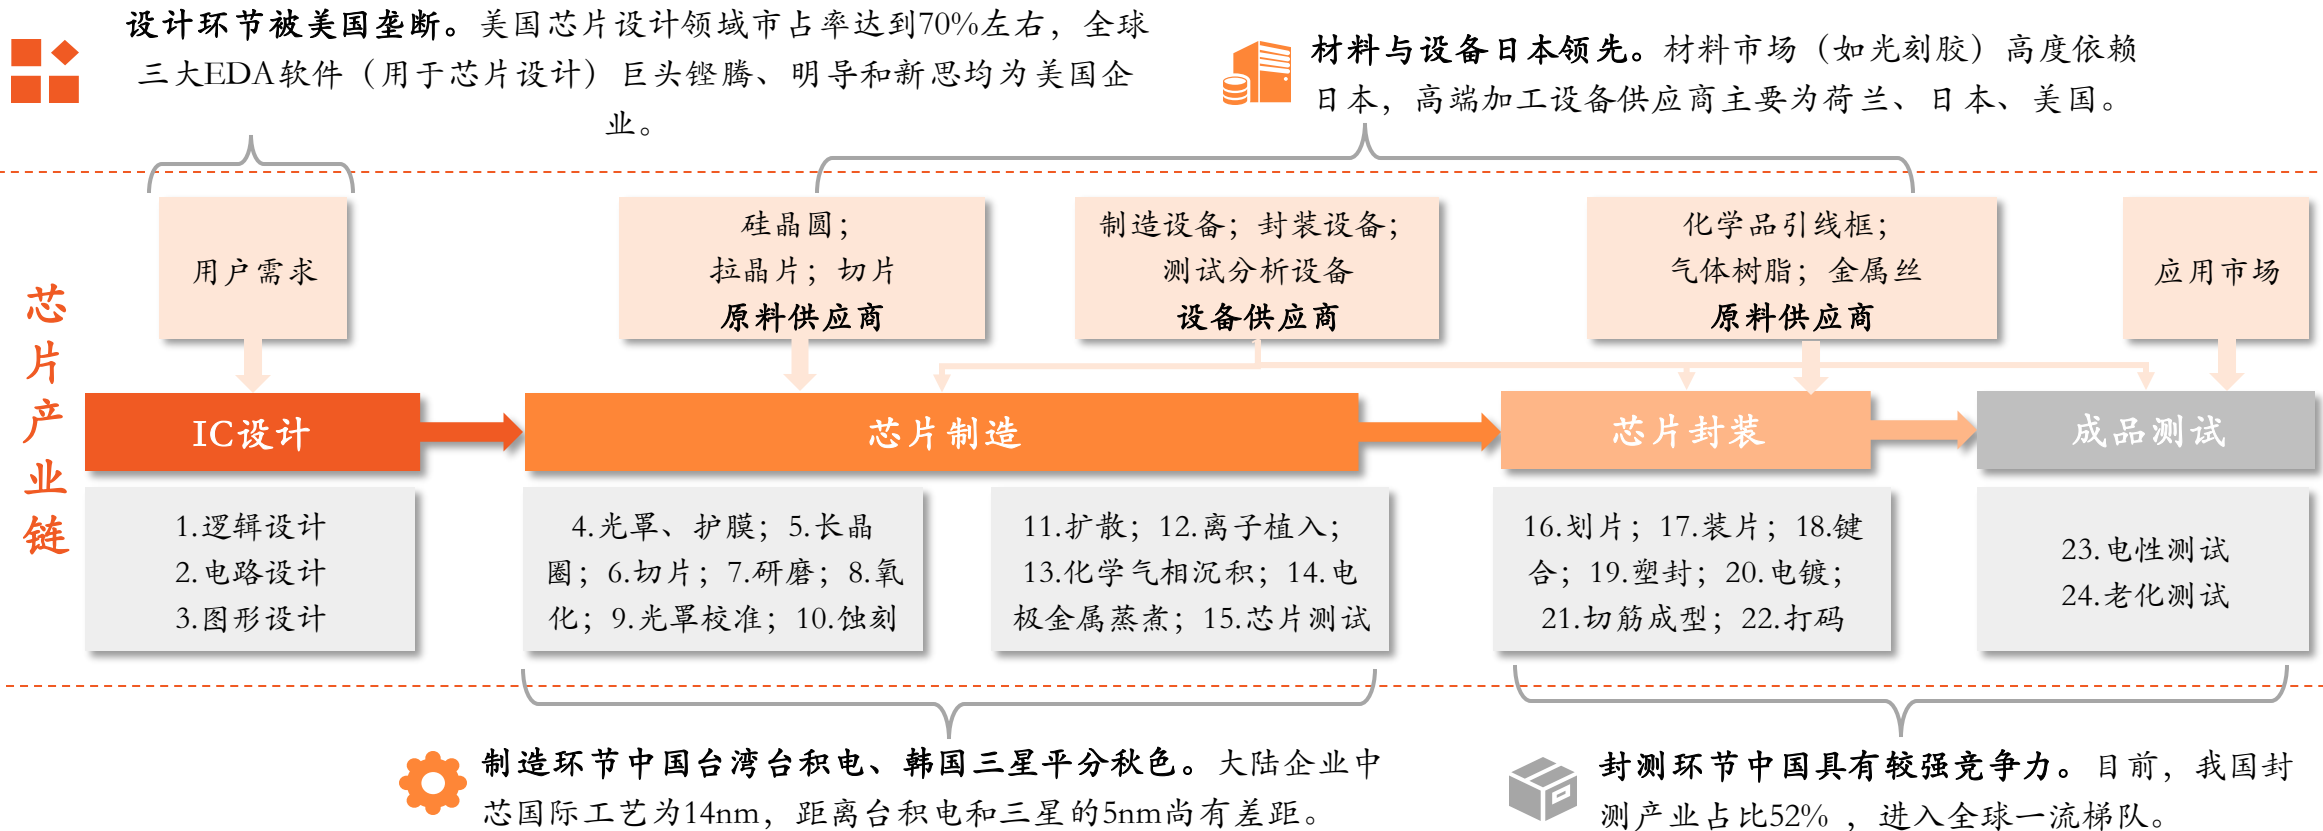 设计环节被美国垄断。美国芯片设计领域市占率达到70%左右，全球
三大EDA软件（用于芯片设计）巨头铿腾、明导和新思均为美国企
业。
材料与设备日本领先。材料市场（如光刻胶）高度依赖
日本，高端加工设备供应商主要为荷兰、日本、美国。
芯片产业链
用户需求
硅晶圆；
拉晶片；切片
原料供应商
制造设备；封装设备；
测试分析设备
设备供应商
化学品引线框；
气体树脂；金属丝
原料供应商
应用市场
IC设计
芯片制造
芯片封装
成品测试
1.逻辑设计
2.电路设计
3.图形设计
4.光罩、护膜；5.长晶
圈；6.切片；7.研磨；8.氧
化；9.光罩校准；10.蚀刻
11.扩散；12.离子植入；
13.化学气相沉积；14.电
极金属蒸煮；15.芯片测试
16.划片；17.装片；18.键
合；19.塑封；20.电镀；
21.切筋成型；22.打码
23.电性测试
24.老化测试
制造环节中国台湾台积电、韩国三星平分秋色。大陆企业中
芯国际工艺为14nm，距离台积电和三星的5nm尚有差距。
封测环节中国具有较强竞争力。目前，我国封
测产业占比52% ，进入全球一流梯队。